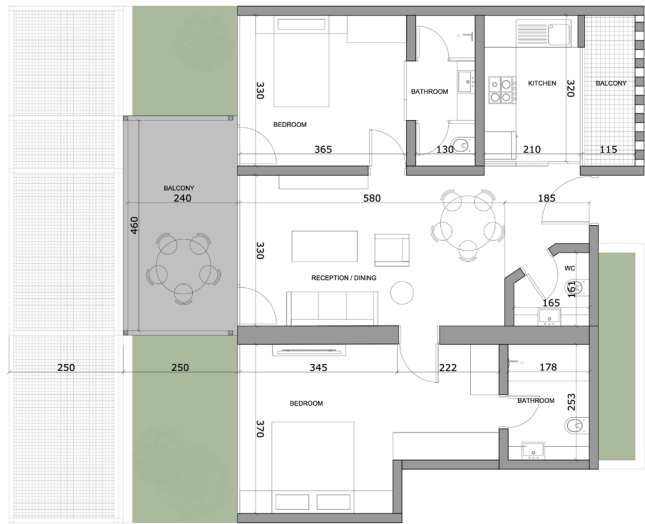 330
BEDROOM
365
BATHROOM
130
KITCHEN
320
210
BALCONY
115
BALCONY
240
460
580
185
330
RECEPTION / DINING
WC
161
165
250
250
345
222
178
BEDROOM
370
BATHROOM
253